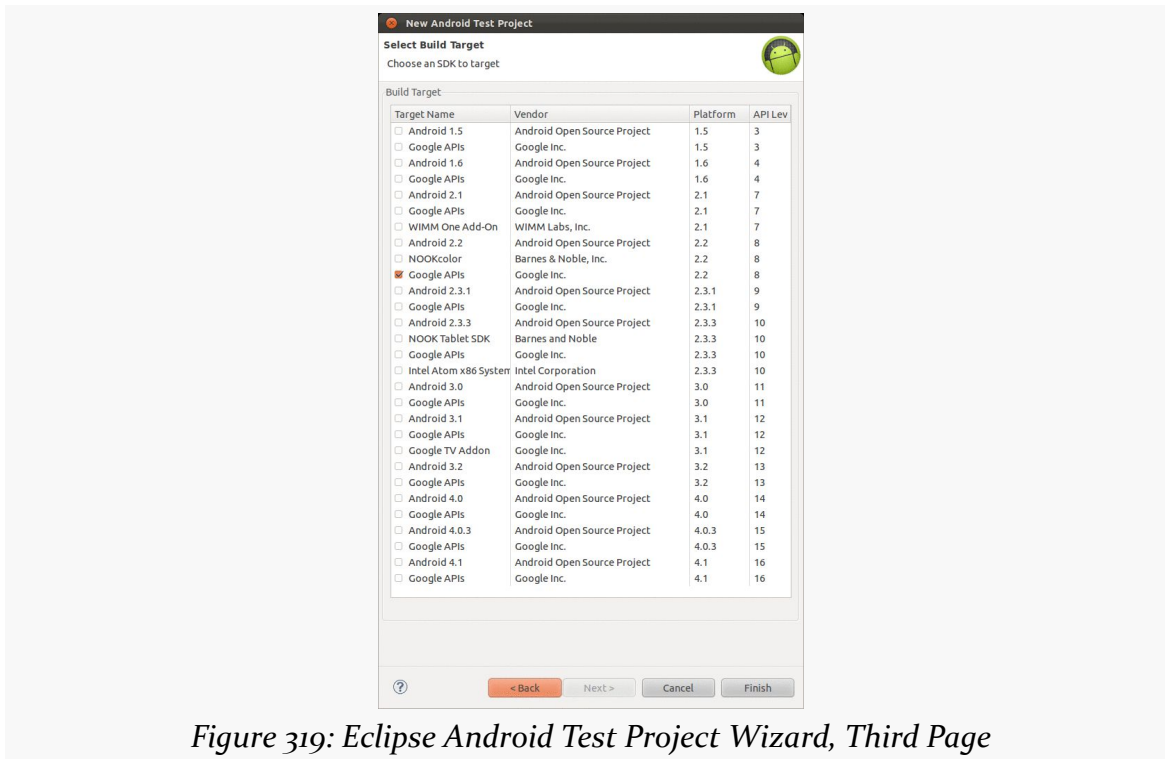 New Android Test Project
Select Build Target
Choose an SDK to target
Build Target
Target Name Vendor Platform API Lev
Android 1.5 Android Open Source Project 1.5 3
Google APIs Google Inc. 1.5 3
Android 1.6 Android Open Source Project 1.6 4
Google APIs Google Inc. 1.6 4
Android 2.1 Android Open Source Project 2.1 7
Google APIs Google Inc. 2.1 7
WIMM One Add-On WIMM Labs, Inc. 2.1 7
Android 2.2 Android Open Source Project 2.2 8
NOOKcolor Barnes & Noble, Inc. 2.2 8
Google APIs Google Inc. 2.2 8
Android 2.3.1 Android Open Source Project 2.3.1 9
Google APIs Google Inc. 2.3.1 9
Android 2.3.3 Android Open Source Project 2.3.3 10
NOOK Tablet SDK Barnes and Noble 2.3.3 10
Google APIs Google Inc. 2.3.3 10
Intel Atom x86 System Intel Corporation 2.3.3 10
Android 3.0 Android Open Source Project 3.0 11
Google APIs Google Inc. 3.0 11
Android 3.1 Android Open Source Project 3.1 12
Google APIs Google Inc. 3.1 12
Google TV Addon Google Inc. 3.1 12
Android 3.2 Android Open Source Project 3.2 13
Google APIs Google Inc. 3.2 13
Android 4.0 Android Open Source Project 4.0 14
Google APIs Google Inc. 4.0 14
Android 4.0.3 Android Open Source Project 4.0.3 15
Google APIs Google Inc. 4.0.3 15
Android 4.1 Android Open Source Project 4.1 16
Google APIs Google Inc. 4.1 16
? < Back Next > Cancel Finish
Figure 319: Eclipse Android Test Project Wizard, Third Page